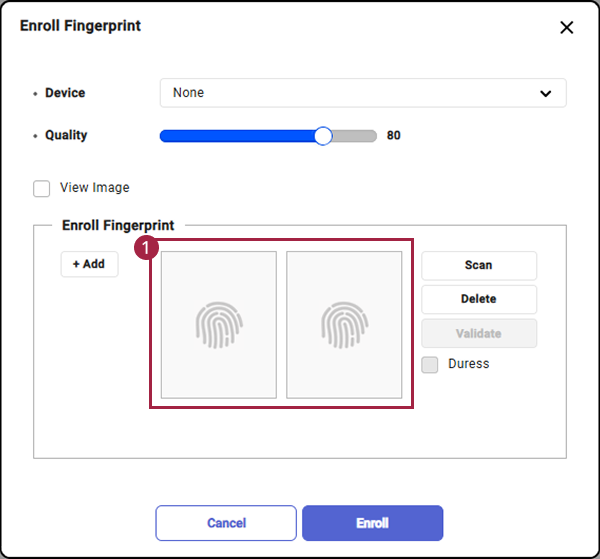 Enroll Fingerprint
Device
None
Quality
80
View Image
Enroll Fingerprint
1
+ Add
Scan
Delete
Validate
Duress
Cancel
Enroll